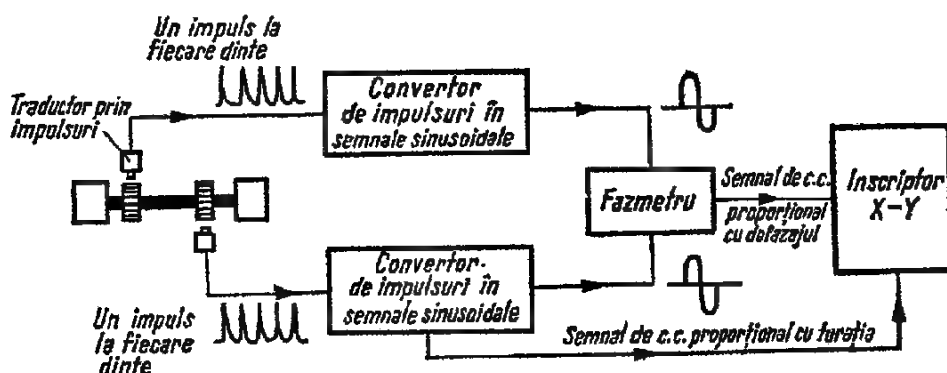 Un impuls la
fiecare dinte
Traductor prin
impulsuri
Convertor
de impulsuri în
semnale sinusoidale
Fazmetru
Semnal de c.c.
proporțional
cu defazajul
Inscriptor
X-Y
Convertor.
de impulsuri în
semnale sinusoidale
Un impuls
la fiecare
dinte
Semnal de c.c. proporțional cu turația